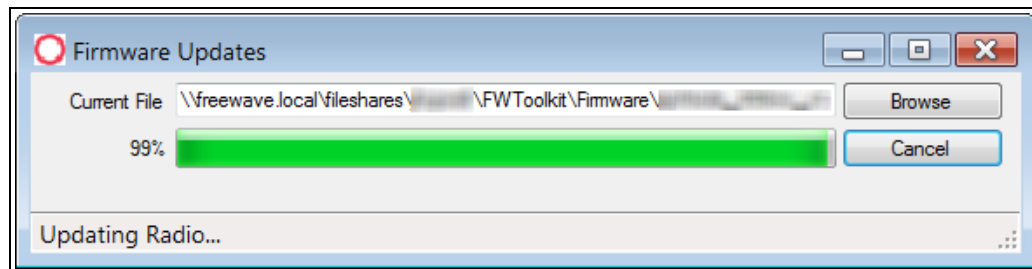 Firmware Updates
Current File \\freewave.local\fileshares\ \FWToolkit\Firmware\ Browse
99% Cancel
Updating Radio...